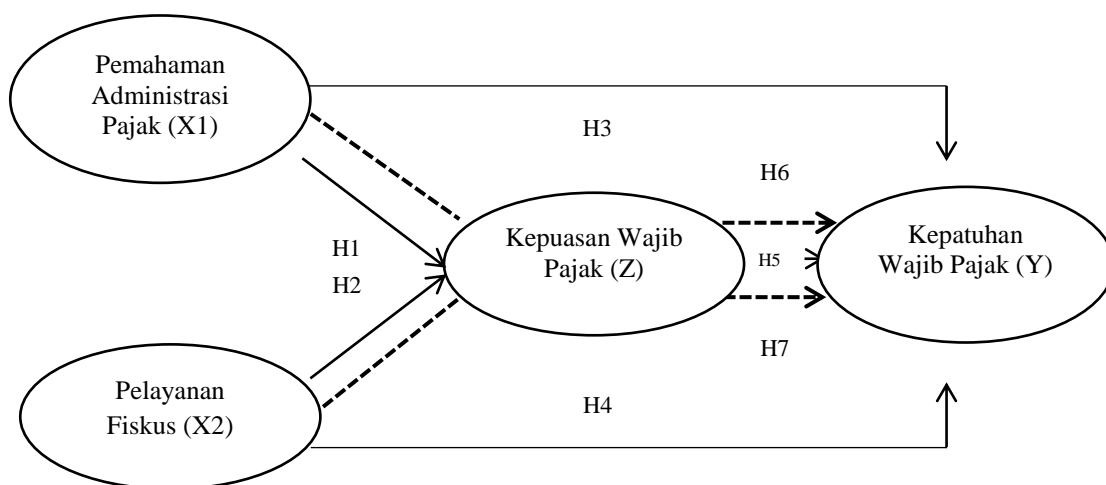 Pemahaman
Administrasi
Pajak (X1)
H3
H6
Kepuasan Wajib
Pajak (Z)
Kepatuhan
Wajib Pajak (Y)
H1
H5
H2
H7
Pelayanan
Fiskus (X2)
H4